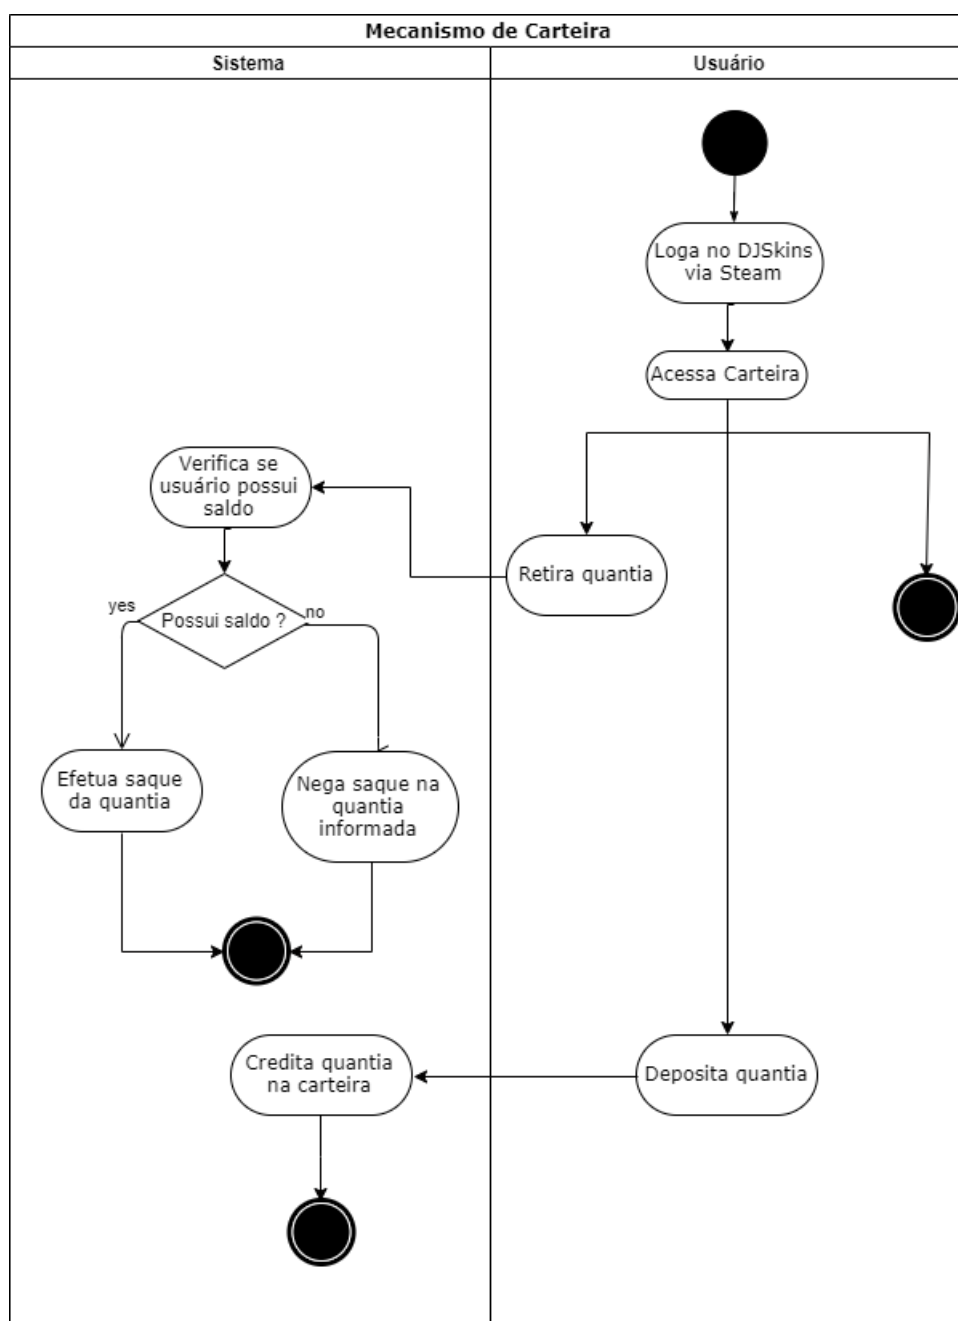 Mecanismo de Carteira
Sistema
Usuário
Loga no DJSkins
via Steam
Acessa Carteira
Verifica se
usuário possui
saldo
Retira quantia
yes
Possui saldo ?
no
Efetua saque
da quantia
Nega saque na
quantia
informada
Credita quantia
na carteira
Deposita quantia